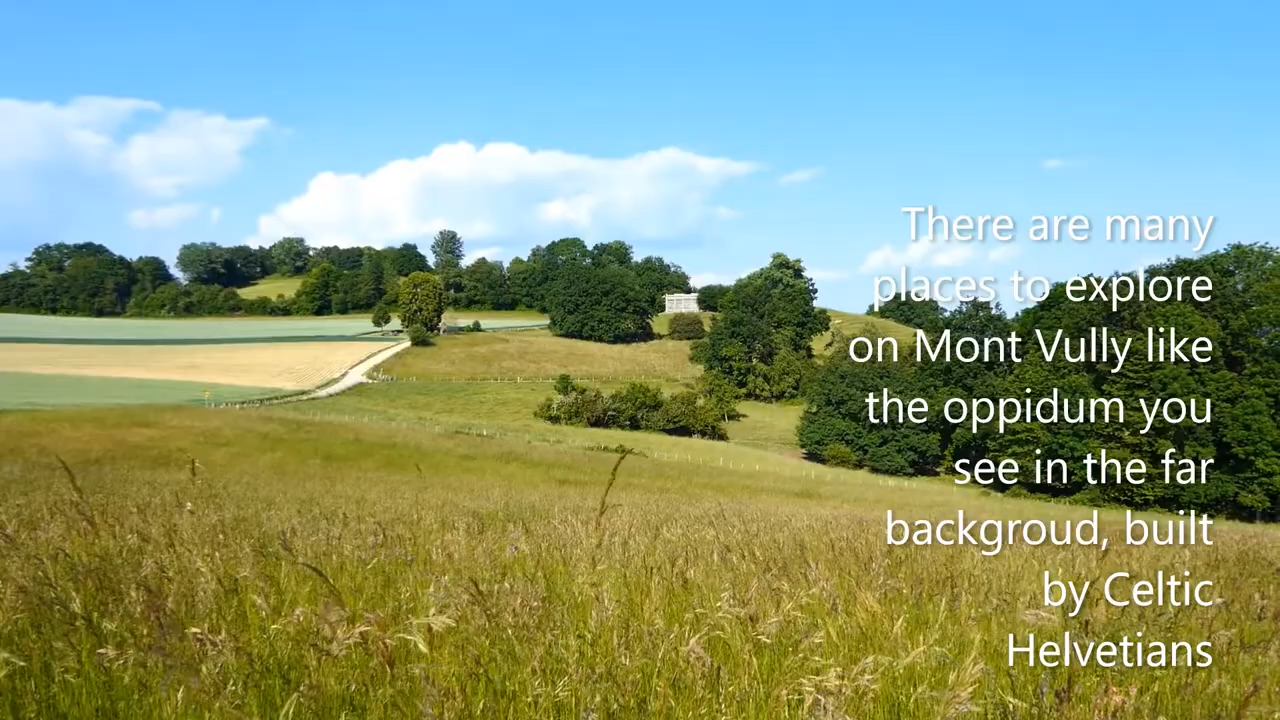 There are many
places to explore
on Mont Vully like
the oppidum you
see in the far
backgroud, built
by Celtic
Helvetians